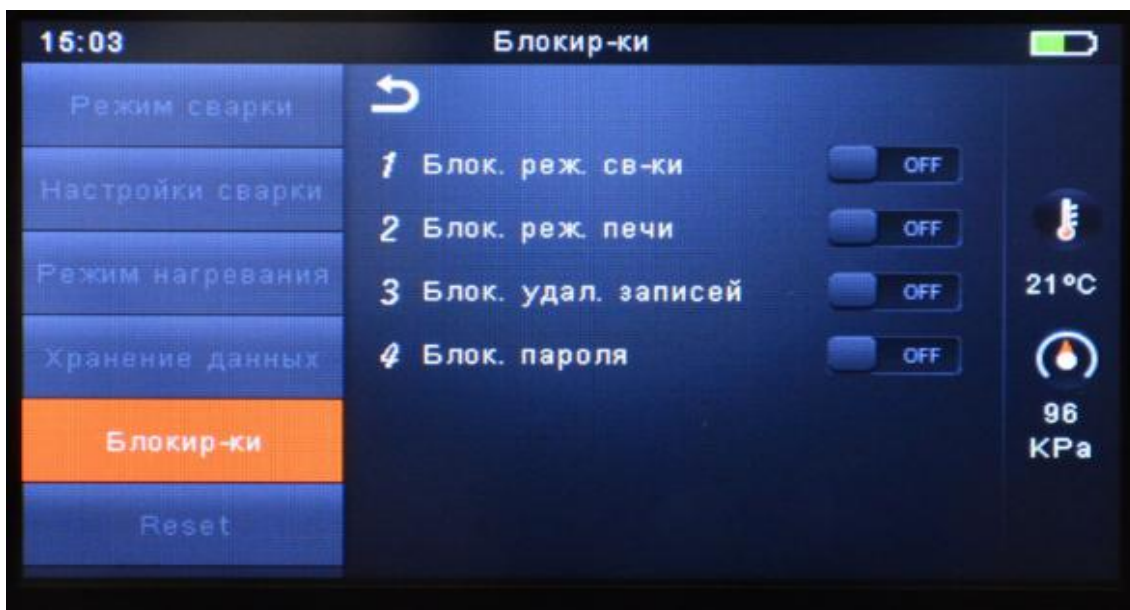 15:03
Блокир-ки
Режим сварки
Настройки сварки
Режим нагревания
Хранение данных
Блокир-ки
Reset
1 Блок. реж. св-ки OFF
2 Блок. реж. печи OFF
3 Блок. удал. записей OFF
4 Блок. пароля OFF
21°C
96
KPa